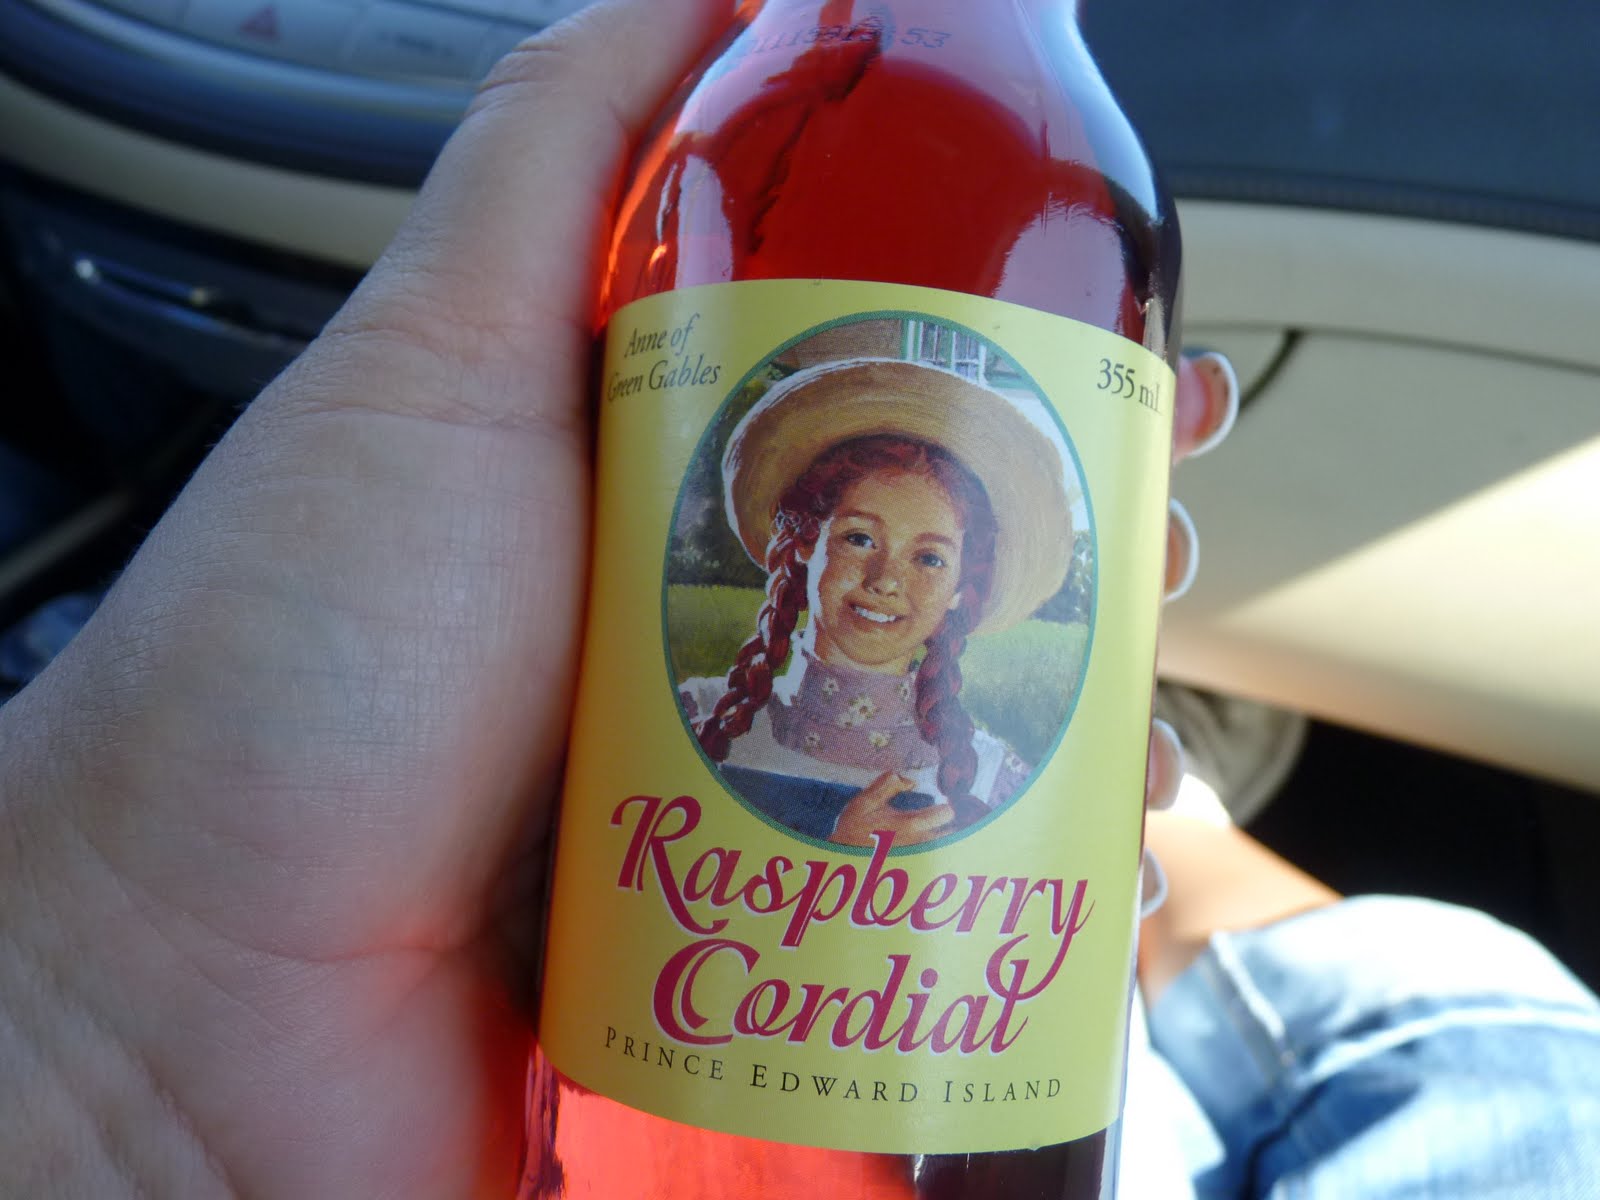 Anne of
Green Gables
355 ml
Raspberry
Cordial
PRINCE EDWARD ISLAND